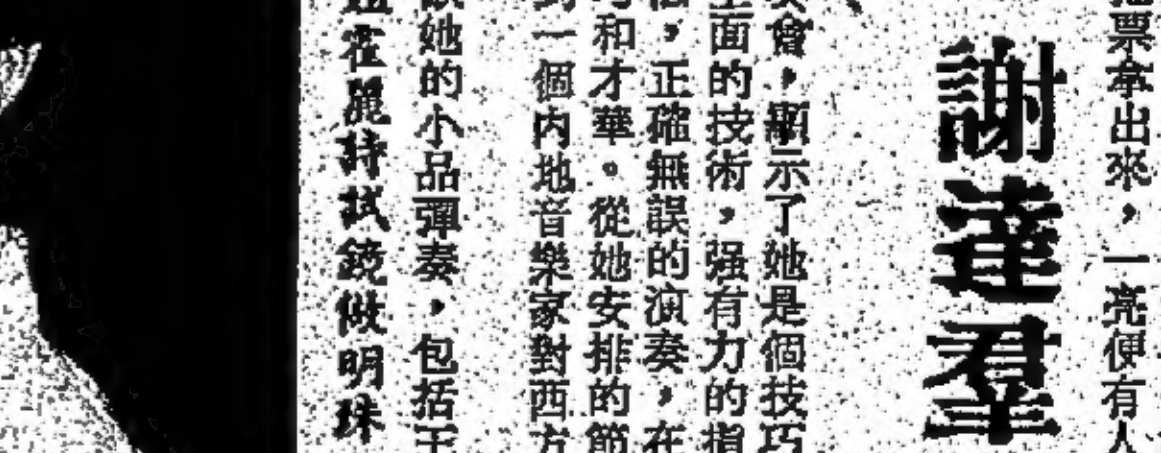 票拿出來，一亮便有人
謝達羣
會，顯示了她是個技巧
面的技術，强有力的指
，正確無誤的演奏，在
和才華。從她安排的節
一個内地音樂家對西方
她的小品彈奏，包括王
霍麗詩試鏡做明珠